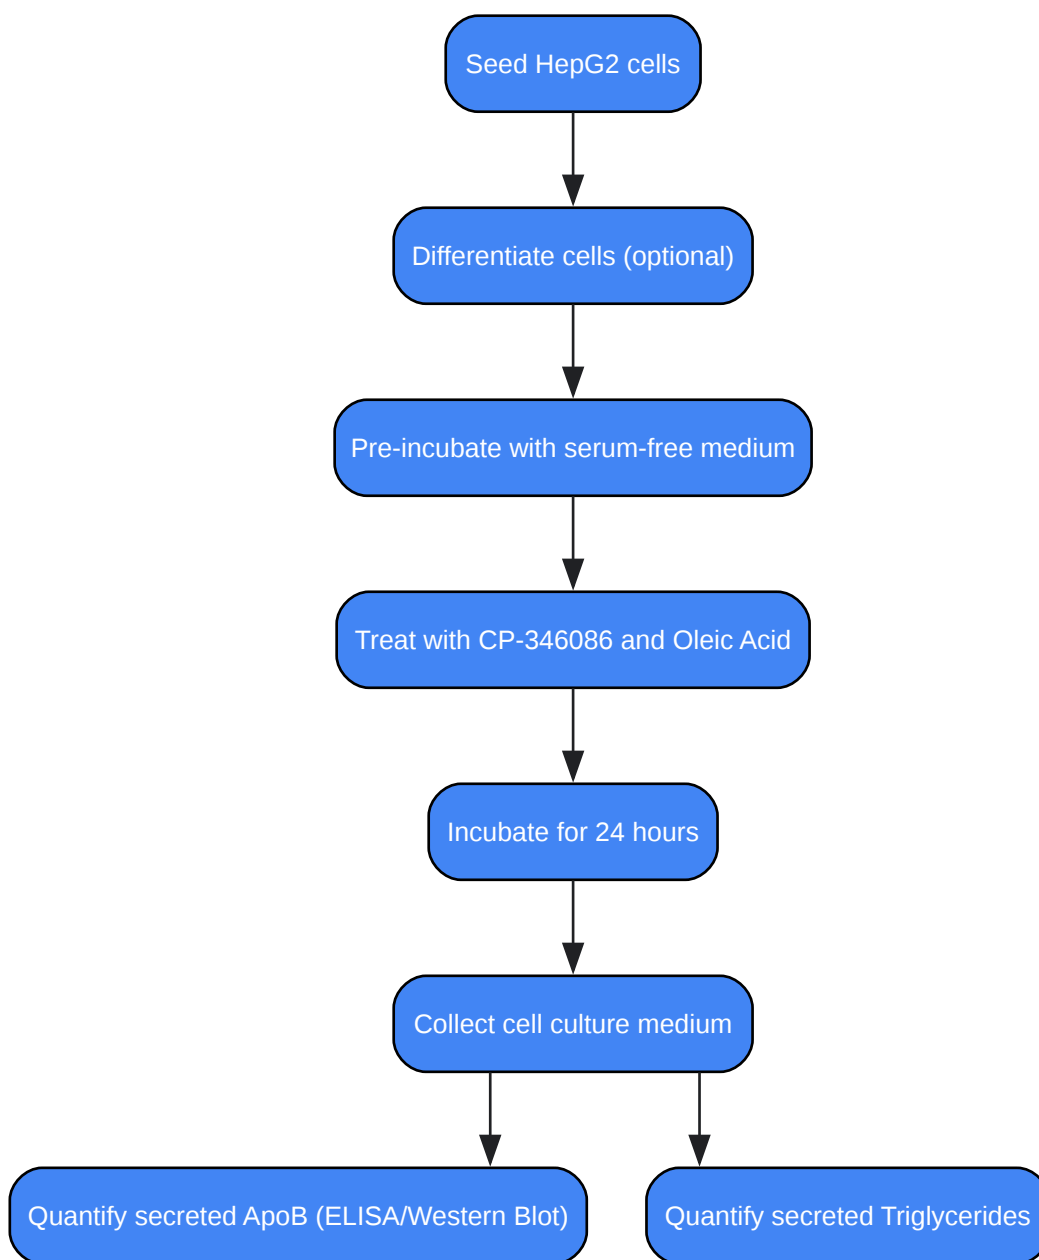 Seed HepG2 cells
Differentiate cells (optional)
Pre-incubate with serum-free medium
Treat with CP-346086 and Oleic Acid
Incubate for 24 hours
Collect cell culture medium
Quantify secreted ApoB (ELISA/Western Blot)
Quantify secreted Triglycerides